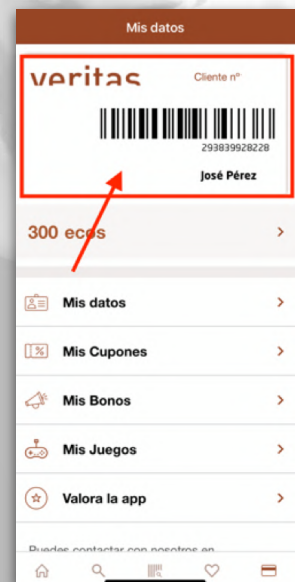 Mis datos
veritas
Cliente nº
293839928228
José Pérez
300 ecos
Mis datos
Mis Cupones
Mis Bonos
Mis Juegos
Valora la app
Puedes contactar con nosotros en